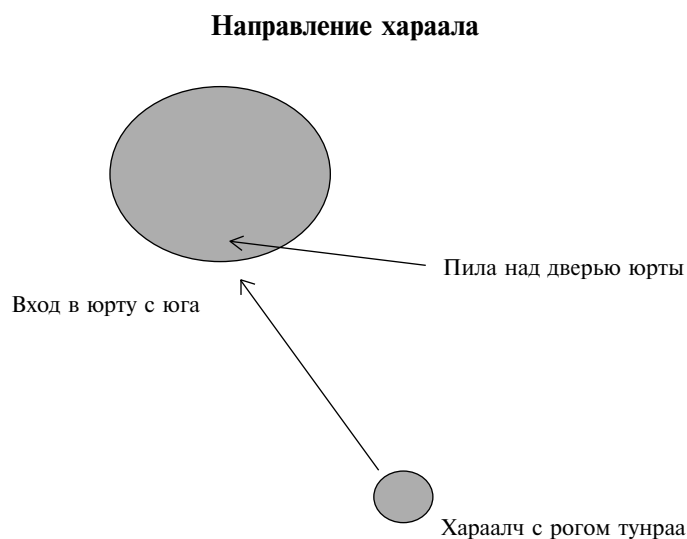 Направление хараала
Пила над дверью юрты
Вход в юрту с юга
Хараалч с рогом тунраа